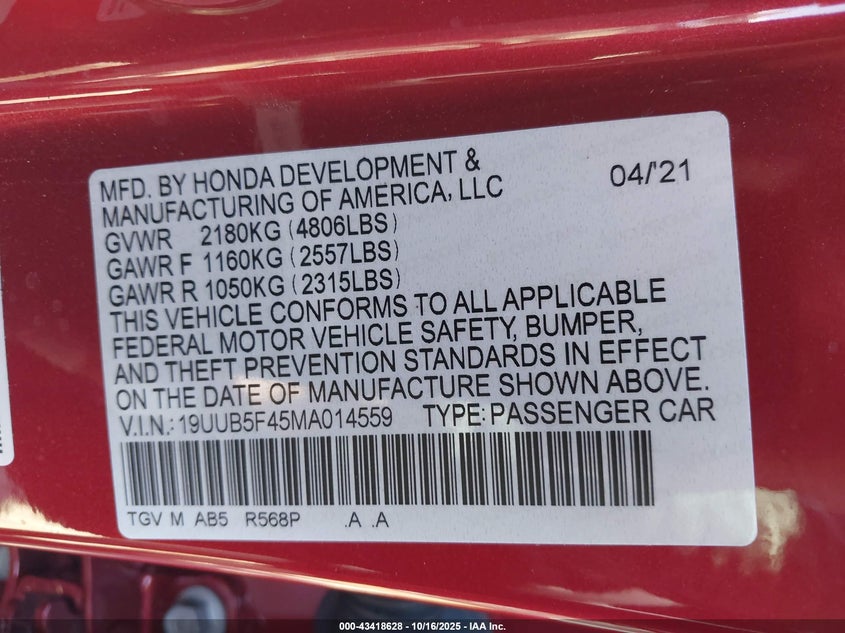 MFD. BY HONDA DEVELOPMENT & 04/'21
MANUFACTURING OF AMERICA, LLC
GVWR 2180KG (4806LBS)
GAWR F 1160KG (2557LBS)
GAWR R 1050KG (2315LBS)
THIS VEHICLE CONFORMS TO ALL APPLICABLE
FEDERAL MOTOR VEHICLE SAFETY, BUMPER,
AND THEFT PREVENTION STANDARDS IN EFFECT
ON THE DATE OF MANUFACTURE SHOWN ABOVE.
V.I.N.: 19UUB5F45MA014559 TYPE: PASSENGER CAR
TGV M AB5 R568P .A .A
000-43418628 - 10/16/2025 - IAA Inc.